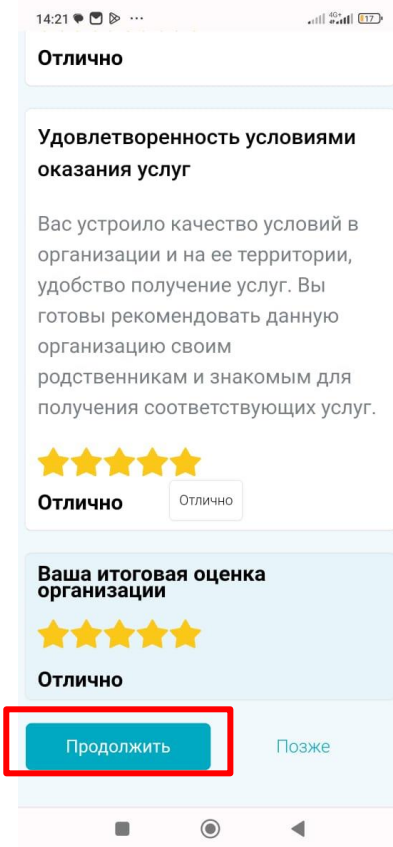 14:21
4G+
17
Отлично
Удовлетворенность условиями
оказания услуг
Вас устроило качество условий в
организации и на ее территории,
удобство получение услуг. Вы
готовы рекомендовать данную
организацию своим
родственникам и знакомым для
получения соответствующих услуг.
Отлично
Отлично
Ваша итоговая оценка
организации
Отлично
Продолжить
Позже